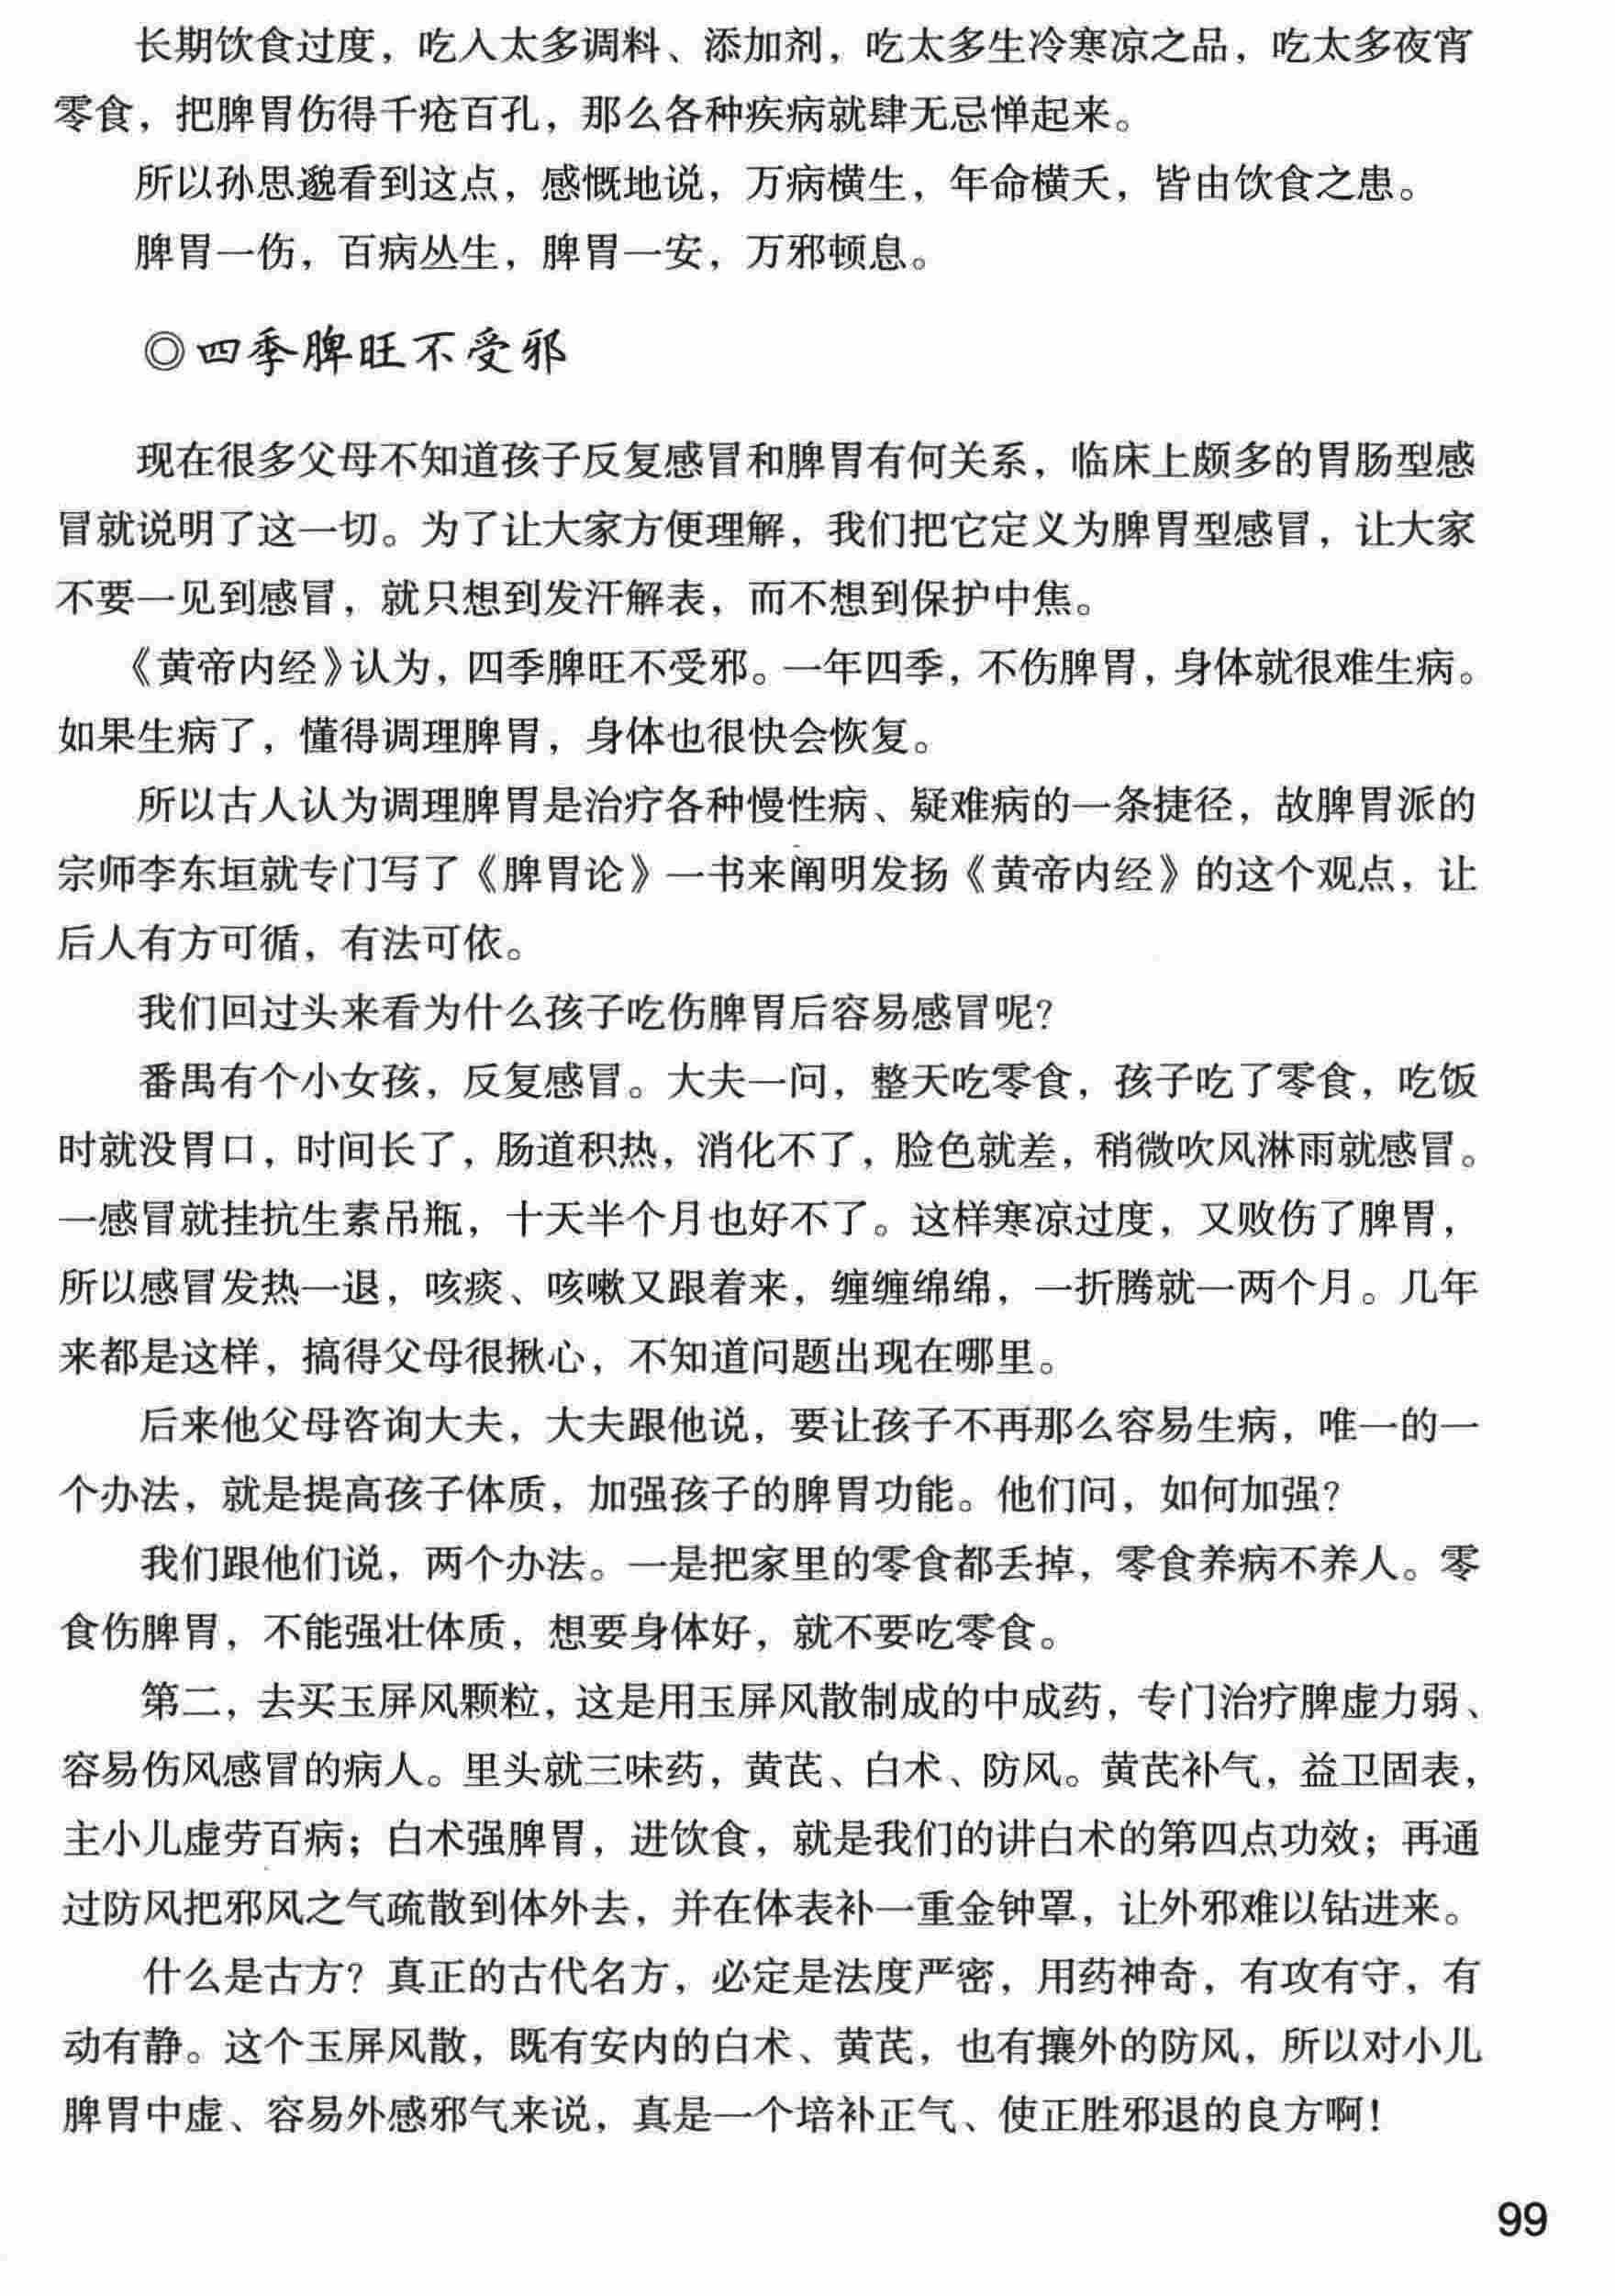 长期饮食过度，吃入太多调料、添加剂，吃太多生冷寒凉之品，吃太多夜宵
零食，把脾胃伤得千疮百孔，那么各种疾病就肆无忌惮起来。
所以孙思邈看到这点，感慨地说，万病横生，年命横夭，皆由饮食之患。
脾胃一伤，百病丛生，脾胃一安，万邪顿息。
◎四季脾旺不受邪
现在很多父母不知道孩子反复感冒和脾胃有何关系，临床上颇多的胃肠型感
冒就说明了这一切。为了让大家方便理解，我们把它定义为脾胃型感冒，让大家
不要一见到感冒，就只想到发汗解表，而不想到保护中焦。
《黄帝内经》认为，四季脾旺不受邪。一年四季，不伤脾胃，身体就很难生病。
如果生病了，懂得调理脾胃，身体也很快会恢复。
所以古人认为调理脾胃是治疗各种慢性病、疑难病的一条捷径，故脾胃派的
宗师李东垣就专门写了《脾胃论》一书来阐明发扬《黄帝内经》的这个观点，让
后人有方可循，有法可依。
我们回过头来看为什么孩子吃伤脾胃后容易感冒呢？
番禺有个小女孩，反复感冒。大夫一问，整天吃零食，孩子吃了零食，吃饭
时就没胃口，时间长了，肠道积热，消化不了，脸色就差，稍微吹风淋雨就感冒。
一感冒就挂抗生素吊瓶，十天半个月也好不了。这样寒凉过度，又败伤了脾胃，
所以感冒发热一退，咳痰、咳嗽又跟着来，缠缠绵绵，一折腾就一两个月。几年
来都是这样，搞得父母很揪心，不知道问题出现在哪里。
后来他父母咨询大夫，大夫跟他说，要让孩子不再那么容易生病，唯一的一
个办法，就是提高孩子体质，加强孩子的脾胃功能。他们问，如何加强？
我们跟他们说，两个办法。一是把家里的零食都丢掉，零食养病不养人。零
食伤脾胃，不能强壮体质，想要身体好，就不要吃零食。
第二，去买玉屏风颗粒，这是用玉屏风散制成的中成药，专门治疗脾虚力弱、
容易伤风感冒的病人。里头就三味药，黄芪、白术、防风。黄芪补气，益卫固表，
主小儿虚劳百病；白术强脾胃，进饮食，就是我们的讲白术的第四点功效；再通
过防风把邪风之气疏散到体外去，并在体表补一重金钟罩，让外邪难以钻进来。
什么是古方？真正的古代名方，必定是法度严密，用药神奇，有攻有守，有
动有静。这个玉屏风散，既有安内的白术、黄芪，也有攘外的防风，所以对小儿
脾胃中虚、容易外感邪气来说，真是一个培补正气、使正胜邪退的良方啊！
99